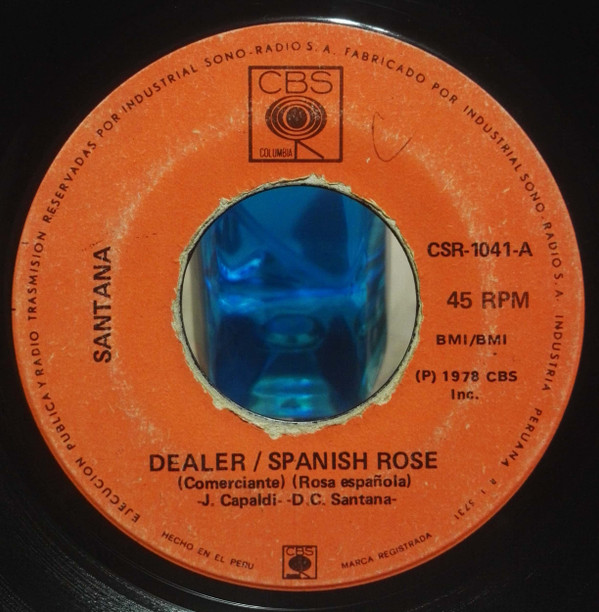 EJECUCION PUBLICA Y RADIO TRASMISION RESERVADAS POR INDUSTRIAL SONO-RADIO S.A. FABRICADO POR INDUSTRIAL SONO-RADIO S.A. INDUSTRIA PERUANA R I 5731
CBS
COLUMBIA
SANTANA
CSR-1041-A
45 RPM
BMI/BMI
(P) 1978 CBS
Inc.
DEALER / SPANISH ROSE
(Comerciante) (Rosa española)
-J. Capaldi- -D.C. Santana-
HECHO EN EL PERU
CBS
MARCA REGISTRADA